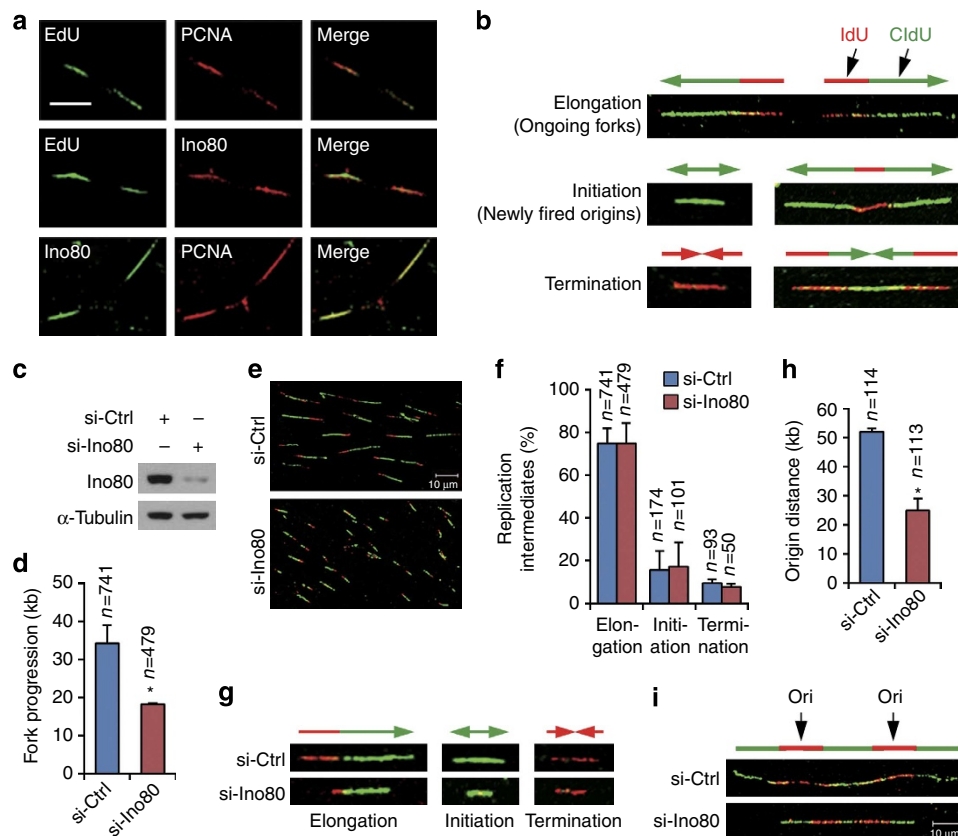 a
EdU PCNA Merge
EdU Ino80 Merge
Ino80 PCNA Merge
b
IdU CldU
Elongation
(Ongoing forks)
Initiation
(Newly fired origins)
Termination
c
si-Ctrl + –
si-Ino80 – +
Ino80
α-Tubulin
d
Fork progression (kb)
50
40
30
20
10
0
n=741
* n=479
si-Ctrl
si-Ino80
e
si-Ctrl
10 μm
si-Ino80
f
Replication
intermediates (%)
100
80
60
40
20
0
n=741
n=479
n=174
n=101
n=93
n=50
si-Ctrl
si-Ino80
Elon-
gation
Initi-
ation
Termi-
nation
g
si-Ctrl
si-Ino80
Elongation Initiation Termination
h
Origin distance (kb)
60
50
40
30
20
10
0
n=114
* n=113
si-Ctrl
si-Ino80
i
Ori Ori
si-Ctrl
si-Ino80
10 μm